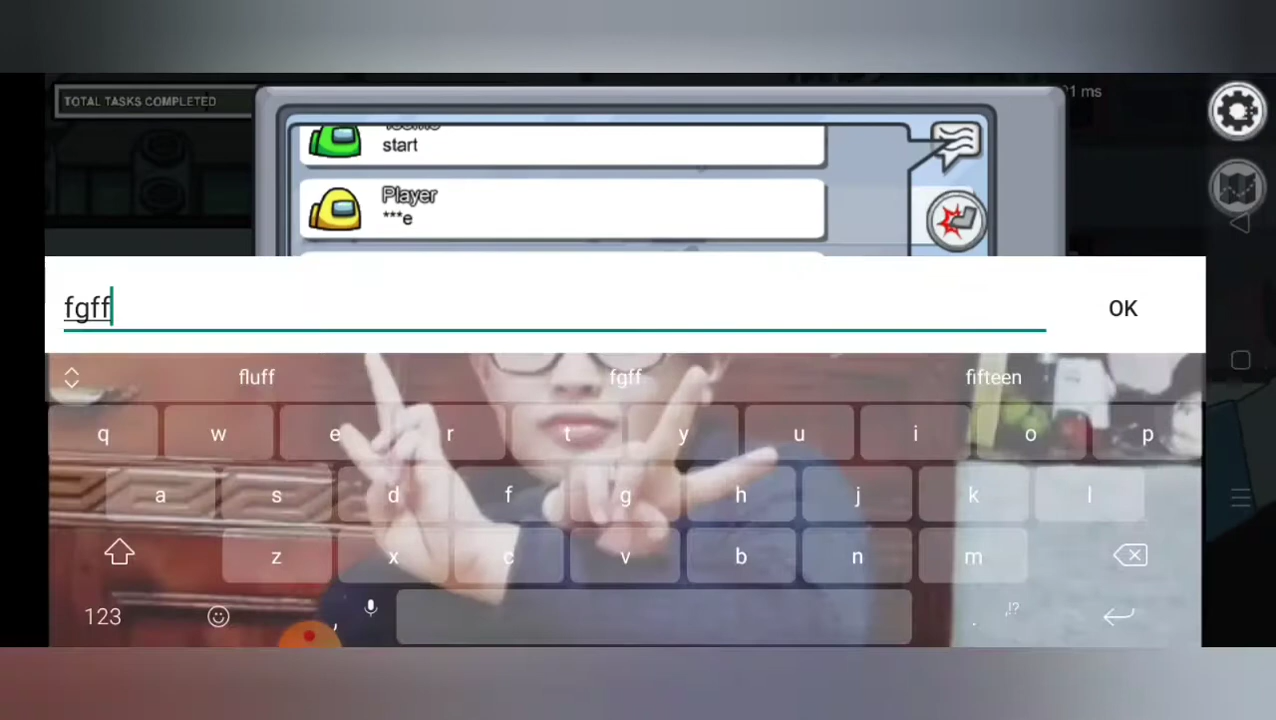 TOTAL TASKS COMPLETED
start
Player
***e
fgff
OK
fluff fgff fifteen
q w e r t y u i o p
a s d f g h j k l
z x c v b n m
123 , . ,!?